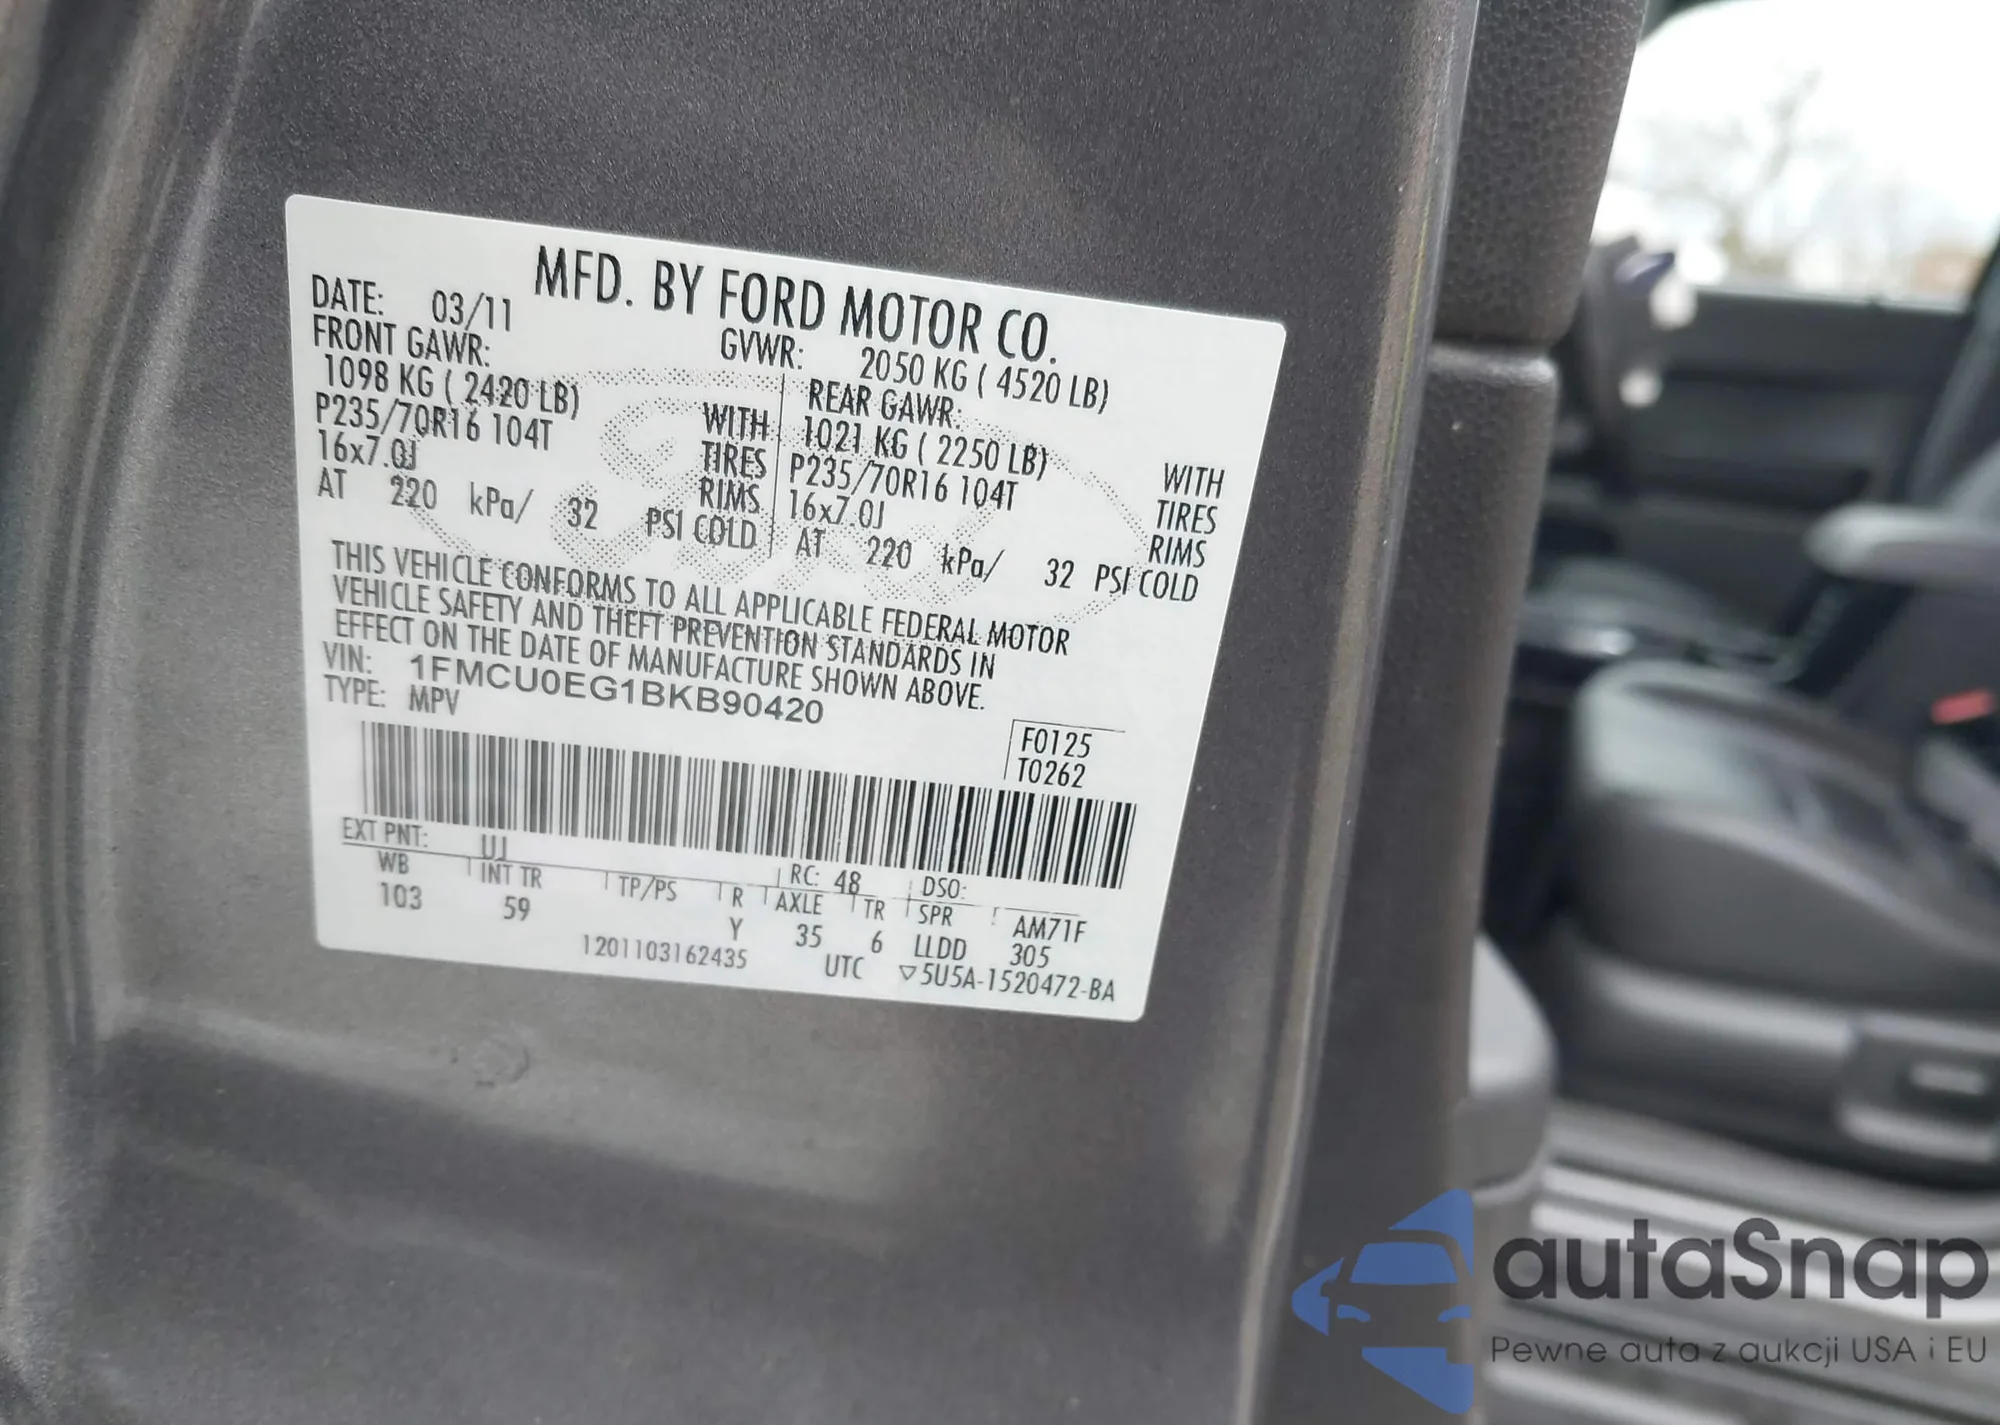 MFD. BY FORD MOTOR CO.
DATE: 03/11 GVWR: 2050 KG ( 4520 LB)
FRONT GAWR: REAR GAWR:
1098 KG ( 2420 LB) WITH 1021 KG ( 2250 LB) WITH
P235/70R16 104T TIRES P235/70R16 104T TIRES
16x7.0J RIMS 16x7.0J RIMS
AT 220 kPa/ 32 PSI COLD AT 220 kPa/ 32 PSI COLD
THIS VEHICLE CONFORMS TO ALL APPLICABLE FEDERAL MOTOR
VEHICLE SAFETY AND THEFT PREVENTION STANDARDS IN
EFFECT ON THE DATE OF MANUFACTURE SHOWN ABOVE.
VIN: 1FMCU0EG1BKB90420
TYPE: MPV
F0125
T0262
EXT PNT: UJ RC: 48 DSO:
WB INT TR TP/PS R AXLE TR SPR AM71F
103 59 Y 35 6 LLDD 305
1201103162435 UTC ▽5U5A-1520472-BA
autaSnap
Pewne auta z aukcji USA i EU